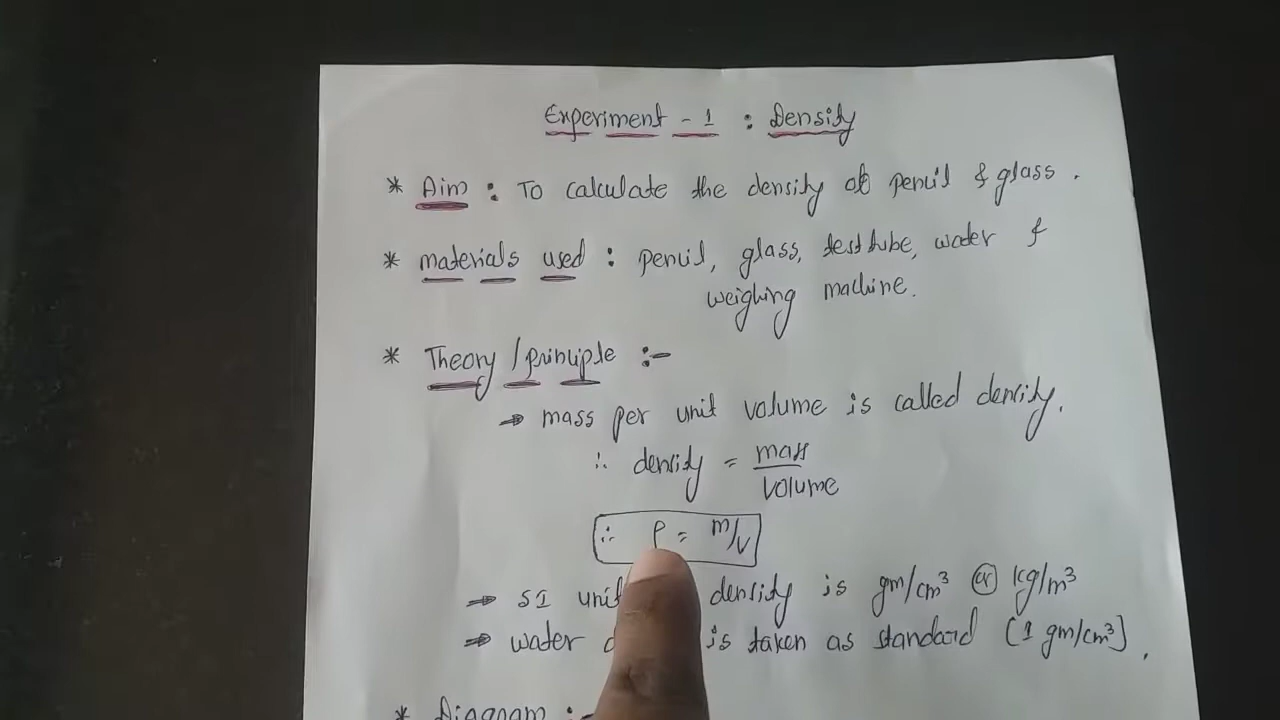 Experiment - 1 : Density
* Aim : To calculate the density of pencil & glass .
* materials used : pencil, glass, test tube, water &
weighing machine.
* Theory / principle :-
⇒ mass per unit volume is called density.
∴ density = mass
volume
∴ ρ = m/v
⇒ SI unit density is gm/cm³ or kg/m³
⇒ water is taken as standard (1 gm/cm³) .
* Diagram :-